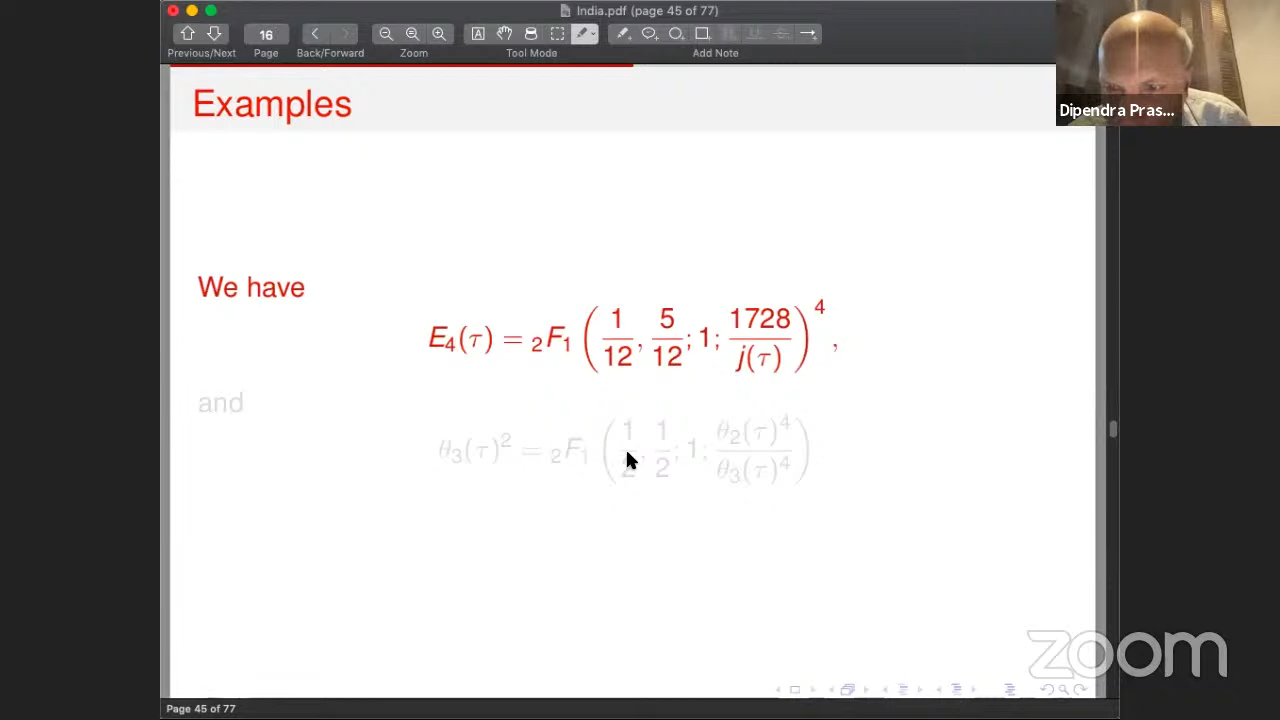 India.pdf (page 45 of 77)
16
Previous/Next Page Back/Forward Zoom Tool Mode Add Note
Examples
Dipendra Pras...
We have
E₄(τ) = ₂F₁ (1/12, 5/12; 1; 1728/j(τ))⁴,
and
θ₃(τ)² = ₂F₁ (1/2, 1/2; 1; θ₂(τ)⁴/θ₃(τ)⁴)
zoom
Page 45 of 77